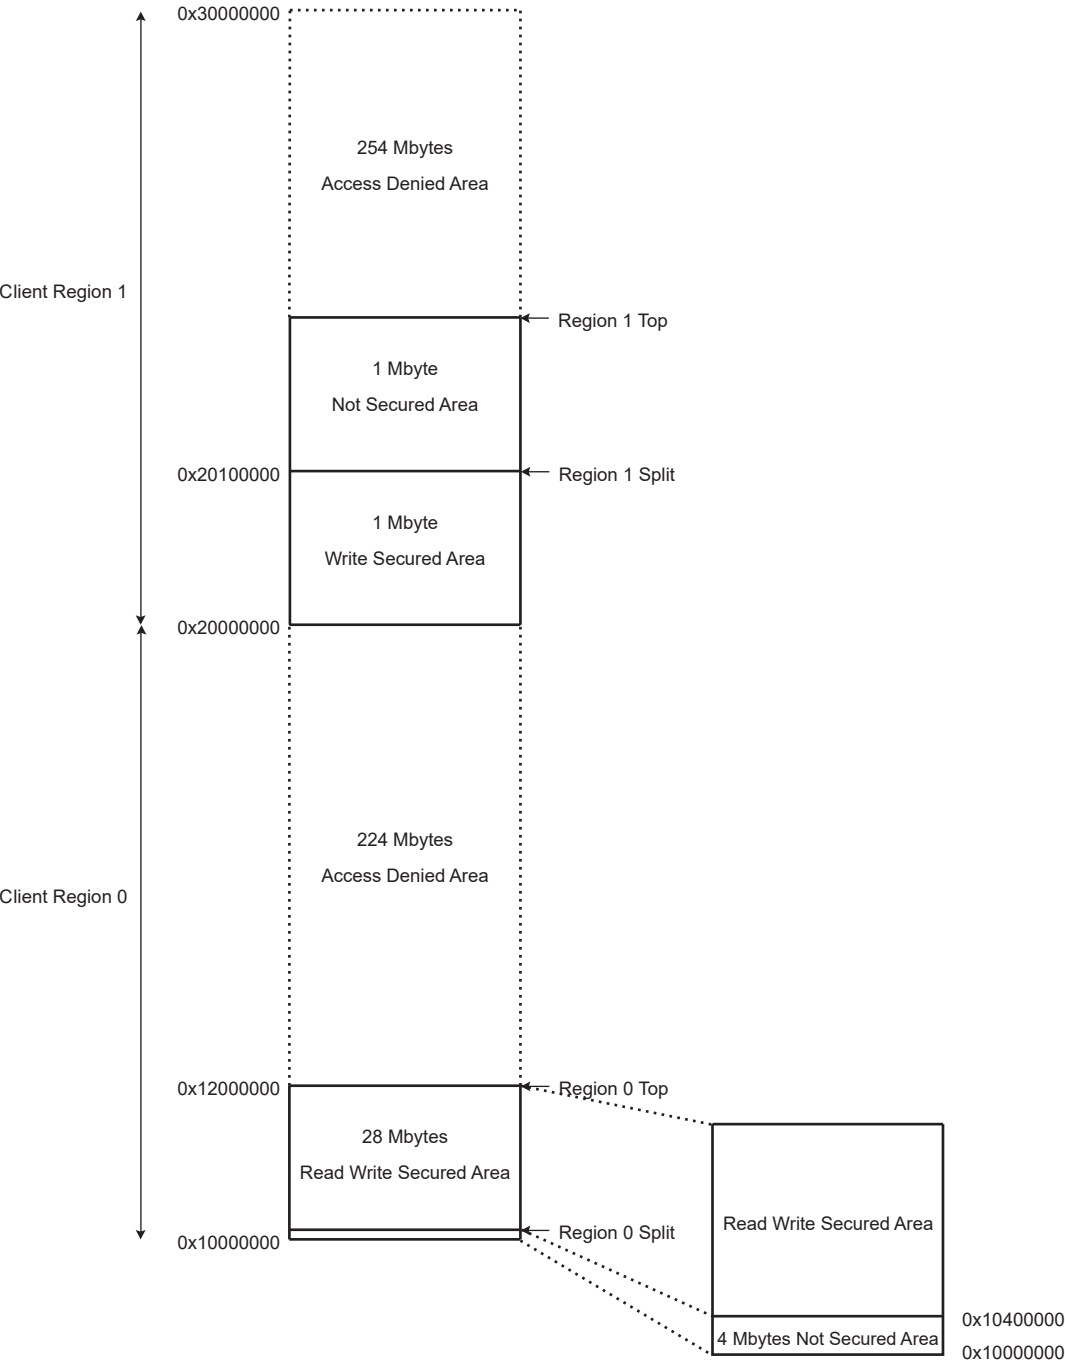 0x30000000
254 Mbytes
Access Denied Area
Client Region 1
Region 1 Top
1 Mbyte
Not Secured Area
0x20100000
Region 1 Split
1 Mbyte
Write Secured Area
0x20000000
224 Mbytes
Access Denied Area
Client Region 0
0x12000000
Region 0 Top
28 Mbytes
Read Write Secured Area
Region 0 Split
0x10000000
Read Write Secured Area
0x10400000
4 Mbytes Not Secured Area
0x10000000